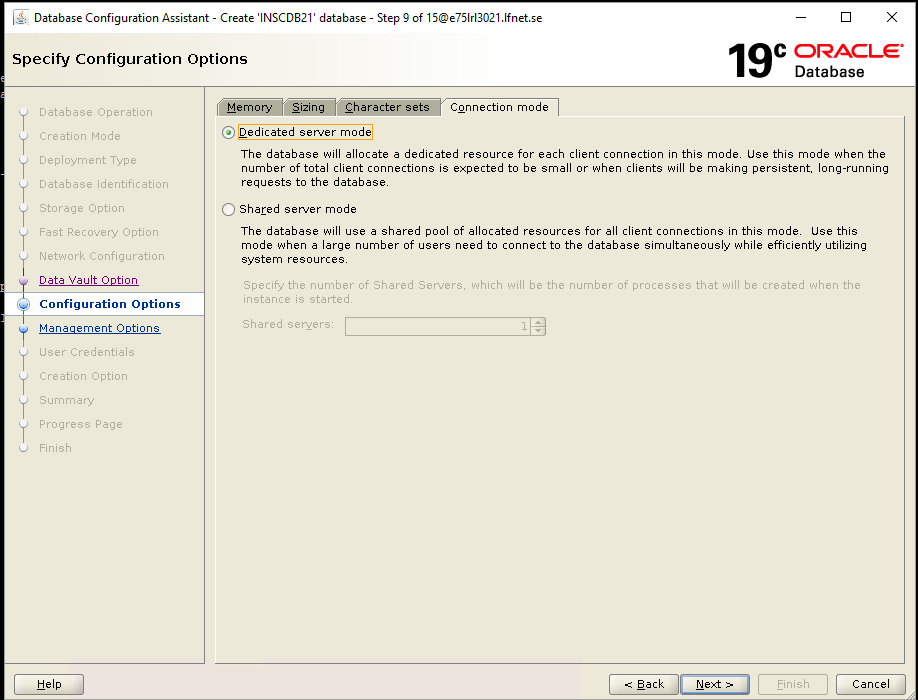 Database Configuration Assistant - Create 'INSCDB21' database - Step 9 of 15@e75lrl3021.lfnet.se
Specify Configuration Options
19c ORACLE
Database
Database Operation
Creation Mode
Deployment Type
Database Identification
Storage Option
Fast Recovery Option
Network Configuration
Data Vault Option
Configuration Options
Management Options
User Credentials
Creation Option
Summary
Progress Page
Finish
Memory Sizing Character sets Connection mode
Dedicated server mode
The database will allocate a dedicated resource for each client connection in this mode. Use this mode when the
number of total client connections is expected to be small or when clients will be making persistent, long-running
requests to the database.
Shared server mode
The database will use a shared pool of allocated resources for all client connections in this mode.  Use this
mode when a large number of users need to connect to the database simultaneously while efficiently utilizing
system resources.
Specify the number of Shared Servers, which will be the number of processes that will be created when the
instance is started.
Shared servers: 1
Help < Back Next > Finish Cancel